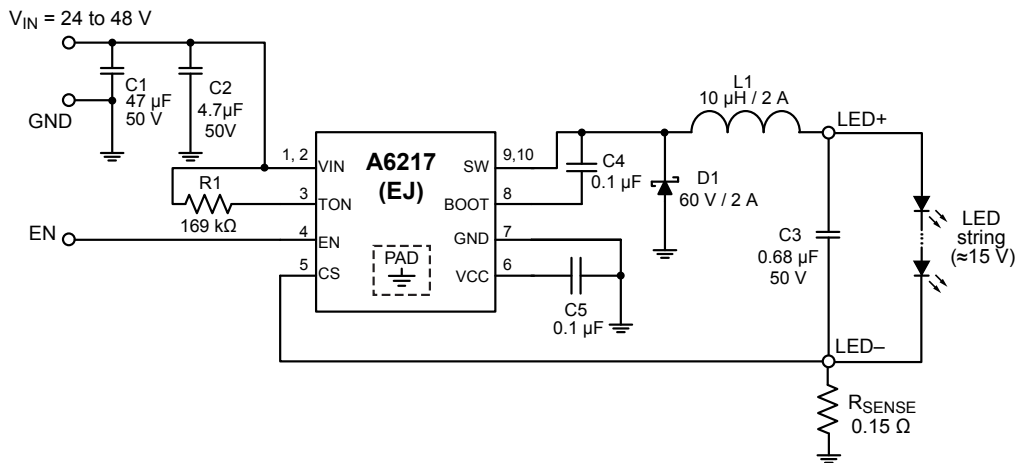 V_IN = 24 to 48 V
C1
47 µF
50 V
C2
4.7µF
50V
GND
R1
169 kΩ
EN
1, 2
3
4
5
VIN
TON
EN
CS
A6217
(EJ)
PAD
SW
BOOT
GND
VCC
9,10
8
7
6
C4
0.1 µF
C5
0.1 µF
D1
60 V / 2 A
L1
10 µH / 2 A
LED+
C3
0.68 µF
50 V
LED
string
(≈15 V)
LED–
R_SENSE
0.15 Ω